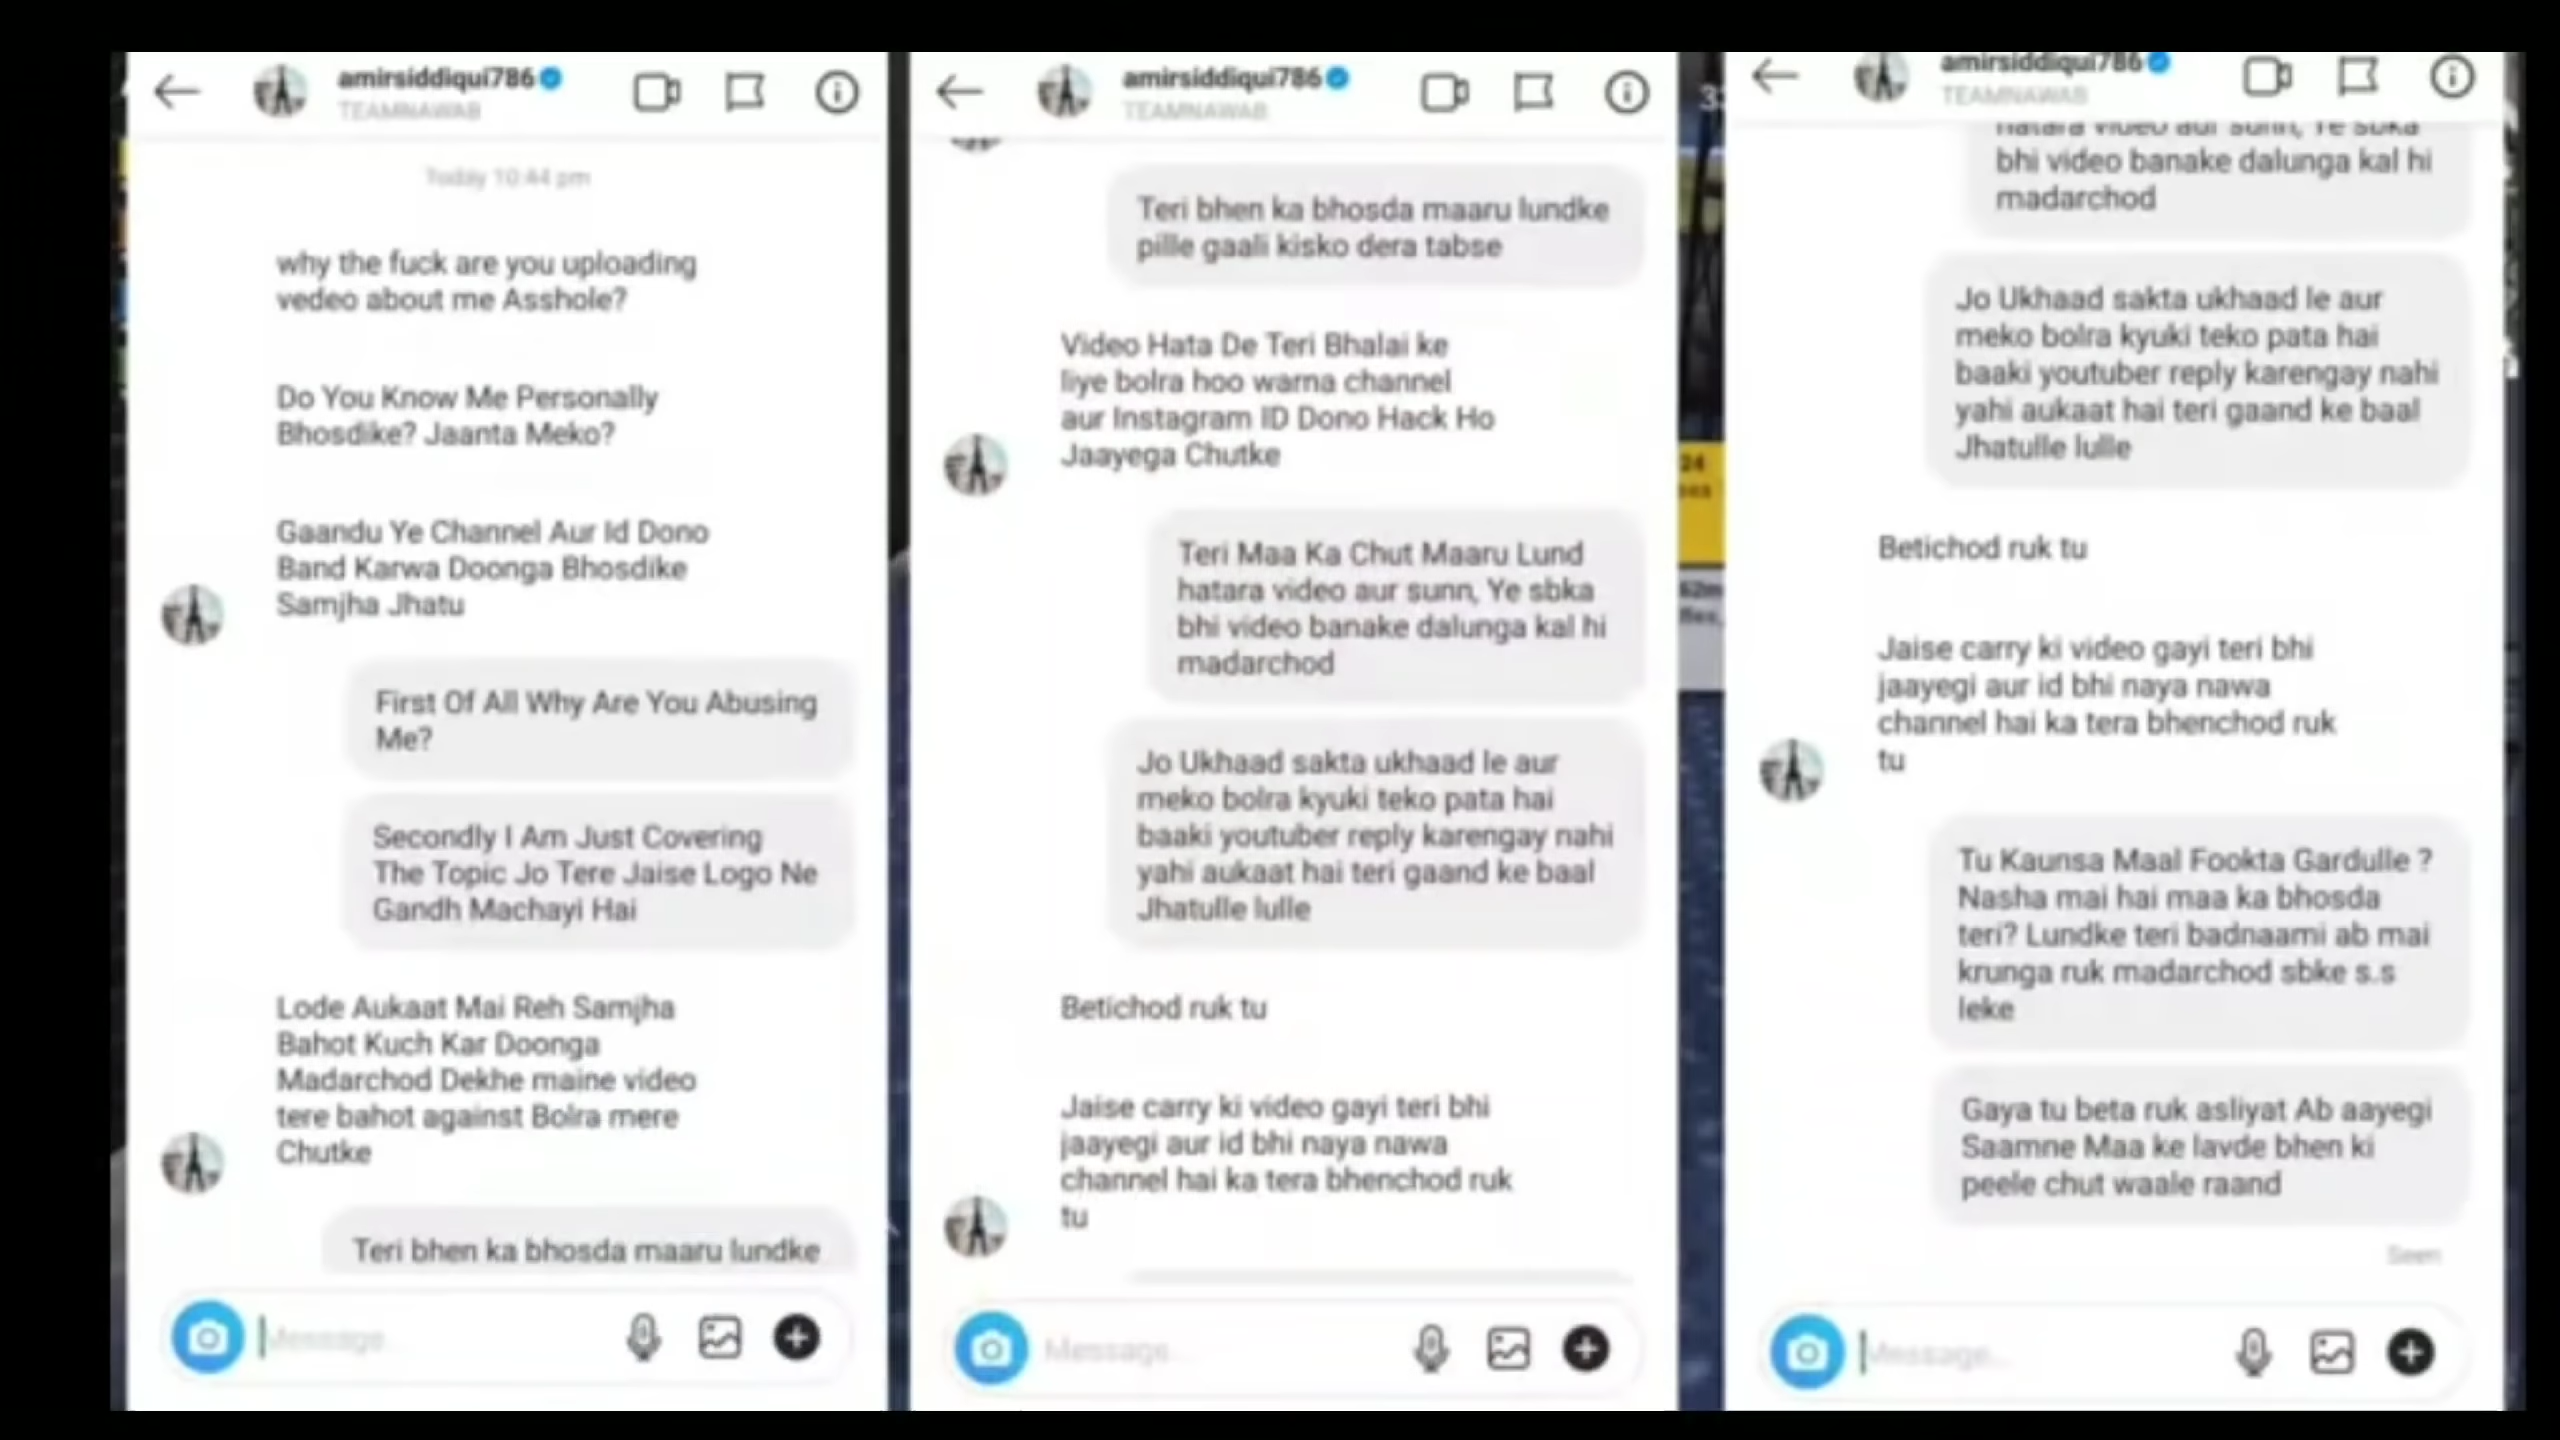 amirsiddiqui786
TEAMNAWAB
Today 10:44 pm
why the fuck are you uploading
vedeo about me Asshole?
Do You Know Me Personally
Bhosdike? Jaanta Meko?
Gaandu Ye Channel Aur Id Dono
Band Karwa Doonga Bhosdike
Samjha Jhatu
First Of All Why Are You Abusing
Me?
Secondly I Am Just Covering
The Topic Jo Tere Jaise Logo Ne
Gandh Machayi Hai
Lode Aukaat Mai Reh Samjha
Bahot Kuch Kar Doonga
Madarchod Dekhe maine video
tere bahot against Bolra mere
Chutke
Teri bhen ka bhosda maaru lundke
Message...
amirsiddiqui786
TEAMNAWAB
Teri bhen ka bhosda maaru lundke
pille gaali kisko dera tabse
Video Hata De Teri Bhalai ke
liye bolra hoo warna channel
aur Instagram ID Dono Hack Ho
Jaayega Chutke
Teri Maa Ka Chut Maaru Lund
hatara video aur sunn, Ye sbka
bhi video banake dalunga kal hi
madarchod
Jo Ukhaad sakta ukhaad le aur
meko bolra kyuki teko pata hai
baaki youtuber reply karengay nahi
yahi aukaat hai teri gaand ke baal
Jhatulle lulle
Betichod ruk tu
Jaise carry ki video gayi teri bhi
jaayegi aur id bhi naya nawa
channel hai ka tera bhenchod ruk
tu
Message...
24
amirsiddiqui786
TEAMNAWAB
hatara video aur sunn, Ye sbka
bhi video banake dalunga kal hi
madarchod
Jo Ukhaad sakta ukhaad le aur
meko bolra kyuki teko pata hai
baaki youtuber reply karengay nahi
yahi aukaat hai teri gaand ke baal
Jhatulle lulle
Betichod ruk tu
Jaise carry ki video gayi teri bhi
jaayegi aur id bhi naya nawa
channel hai ka tera bhenchod ruk
tu
Tu Kaunsa Maal Fookta Gardulle ?
Nasha mai hai maa ka bhosda
teri? Lundke teri badnaami ab mai
krunga ruk madarchod sbke s.s
leke
Gaya tu beta ruk asliyat Ab aayegi
Saamne Maa ke lavde bhen ki
peele chut waale raand
Seen
Message...